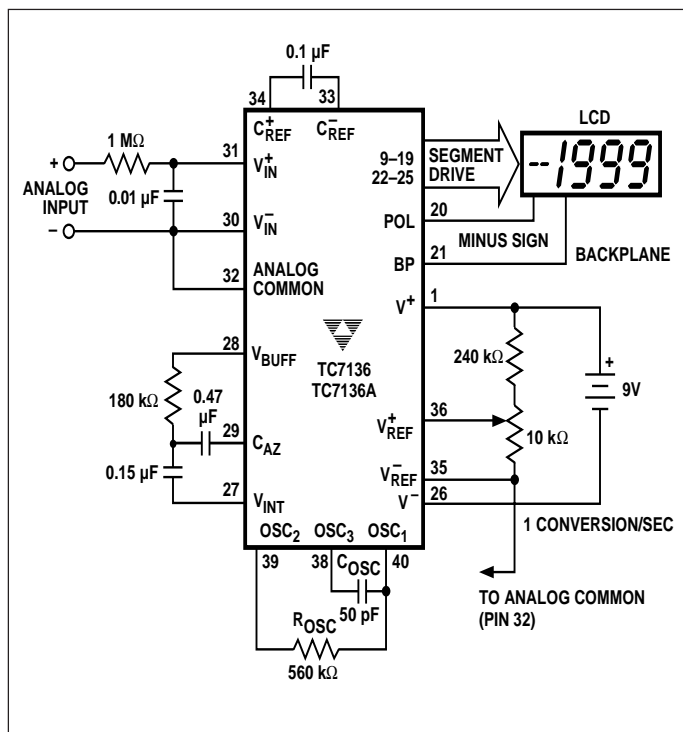 0.1 µF
34 33
C+REF C–REF
1 MΩ
31
V+IN
+
ANALOG
INPUT
–
0.01 µF
30
V–IN
32
ANALOG
COMMON
LCD
-1999
9–19
22–25
SEGMENT
DRIVE
20
POL
MINUS SIGN
21
BP
BACKPLANE
1
V+
TC7136
TC7136A
240 kΩ
+
9V
28
VBUFF
180 kΩ
0.47
µF
29
CAZ
36
V+REF
10 kΩ
0.15 µF
27
VINT
35
V–REF
26
V–
1 CONVERSION/SEC
OSC2 OSC3 OSC1
39 38 COSC 40
50 pF
ROSC
560 kΩ
TO ANALOG COMMON
(PIN 32)